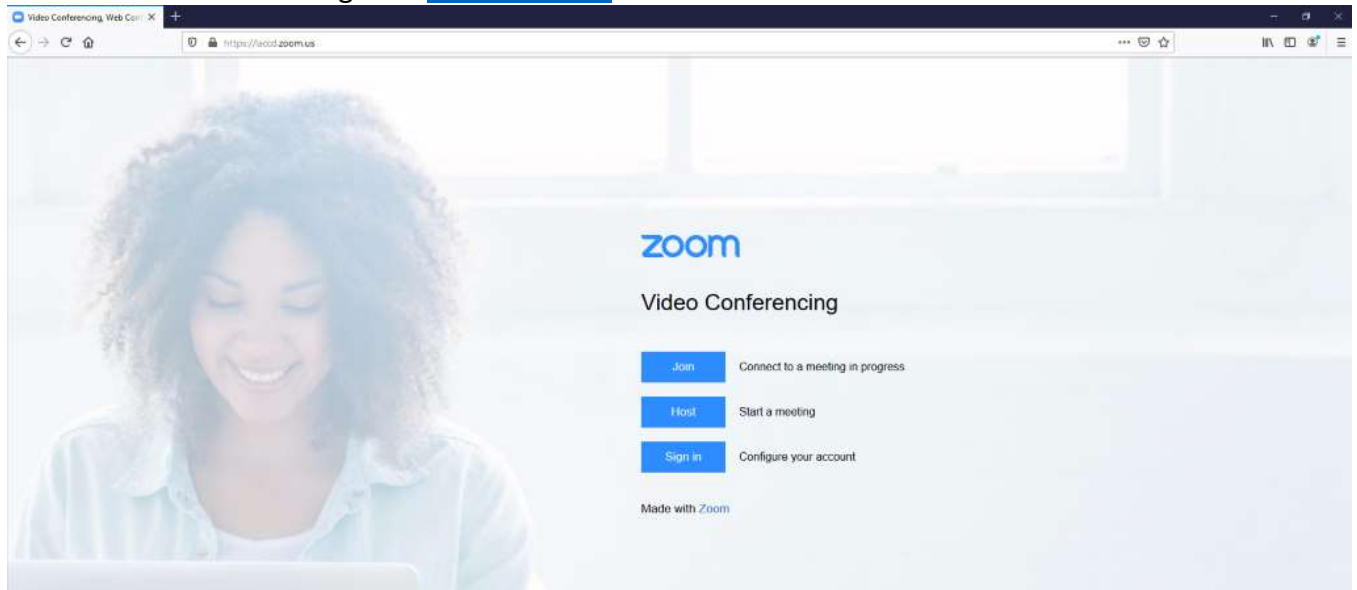 Video Conferencing, Web Con
https://laccd.zoom.us
zoom
Video Conferencing
Join Connect to a meeting in progress
Host Start a meeting
Sign in Configure your account
Made with Zoom